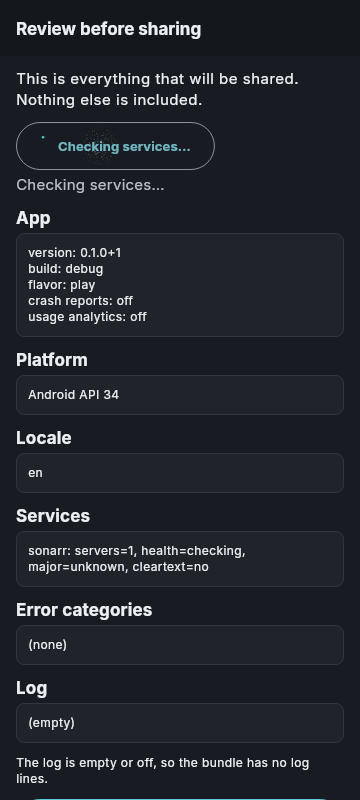 Review before sharing
This is everything that will be shared.
Nothing else is included.
Checking services...
Checking services...
App
version: 0.1.0+1
build: debug
flavor: play
crash reports: off
usage analytics: off
Platform
Android API 34
Locale
en
Services
sonarr: servers=1, health=checking,
major=unknown, cleartext=no
Error categories
(none)
Log
(empty)
The log is empty or off, so the bundle has no log
lines.